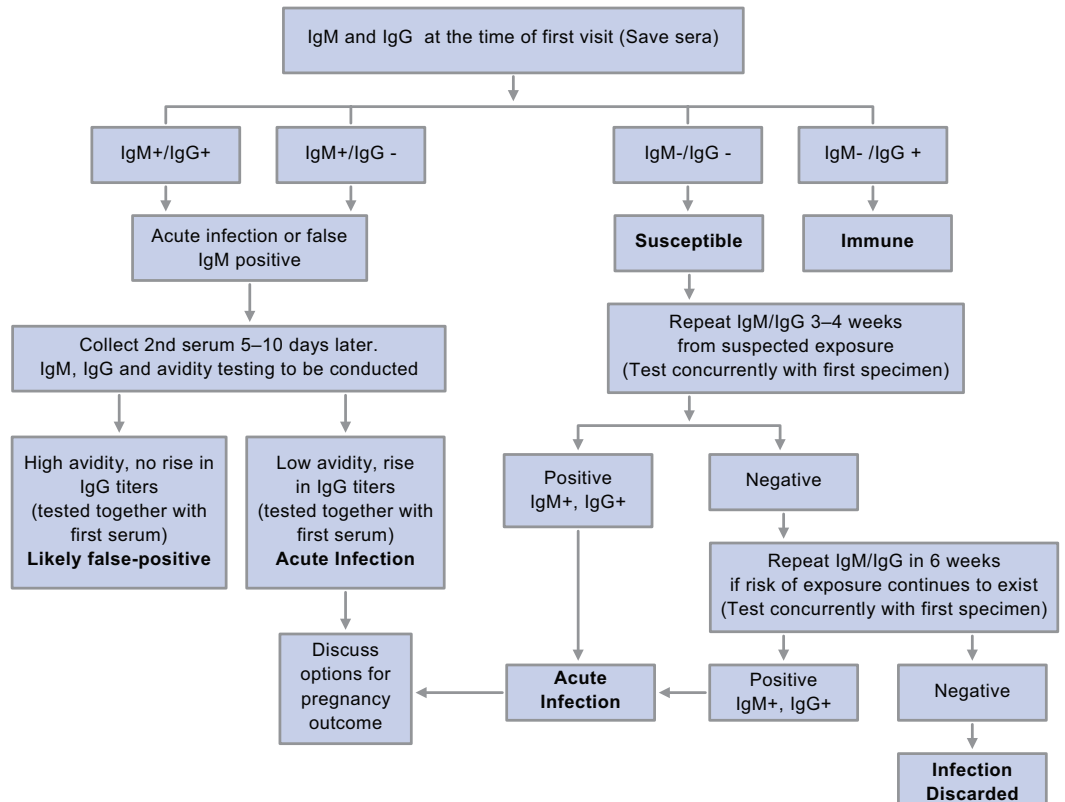 IgM and IgG at the time of first visit (Save sera)
IgM+/IgG+
IgM+/IgG -
IgM-/IgG -
IgM- /IgG +
Acute infection or false
IgM positive
Susceptible
Immune
Collect 2nd serum 5–10 days later.
IgM, IgG and avidity testing to be conducted
Repeat IgM/IgG 3–4 weeks
from suspected exposure
(Test concurrently with first specimen)
High avidity, no rise in
IgG titers
(tested together with
first serum)
Likely false-positive
Low avidity, rise
in IgG titers
(tested together with
first serum)
Acute Infection
Positive
IgM+, IgG+
Negative
Repeat IgM/IgG in 6 weeks
if risk of exposure continues to exist
(Test concurrently with first specimen)
Discuss
options for
pregnancy
outcome
Acute
Infection
Positive
IgM+, IgG+
Negative
Infection
Discarded